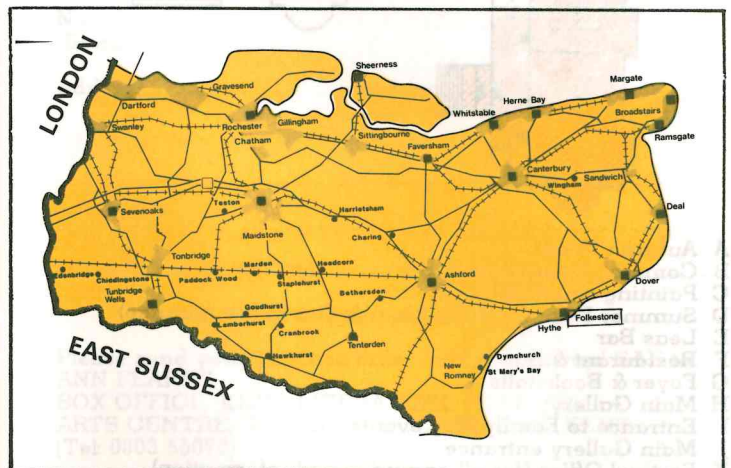 LONDON
Sheerness
Gravesend
Margate
Dartford
Herne Bay
Broadstairs
Whitstable
Swanley
Rochester
Gillingham
Ramsgate
Chatham
Sittingbourne
Faversham
Canterbury
Sandwich
Wingham
Sevenoaks
Teston
Harrietsham
Deal
Maidstone
Charing
Tonbridge
Marden
Headcorn
Edenbridge
Chiedingstone
Paddock Wood
Staplehurst
Ashford
Dover
Tunbridge
Wells
Bethersden
Goudhurst
Lamberhurst
Cranbrook
Folkestone
Hythe
Tenterden
EAST SUSSEX
Hawkhurst
New
Romney
Dymchurch
St Mary's Bay